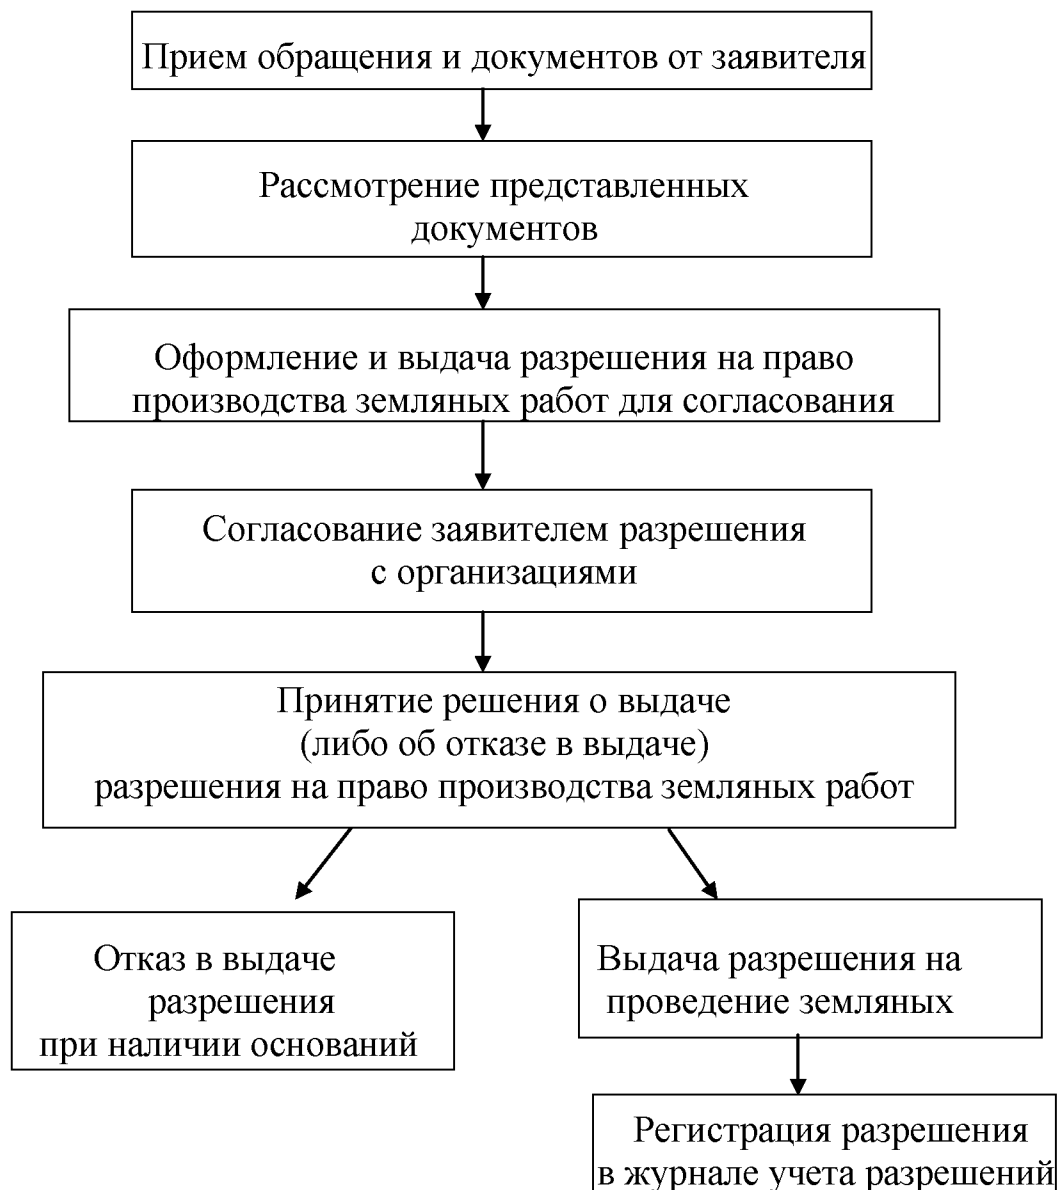 Прием обращения и документов от заявителя
Рассмотрение представленных
документов
Оформление и выдача разрешения на право
производства земляных работ для согласования
Согласование заявителем разрешения
с организациями
Принятие решения о выдаче
(либо об отказе в выдаче)
разрешения на право производства земляных работ
Отказ в выдаче
разрешения
при наличии оснований
Выдача разрешения на
проведение земляных
Регистрация разрешения
в журнале учета разрешений